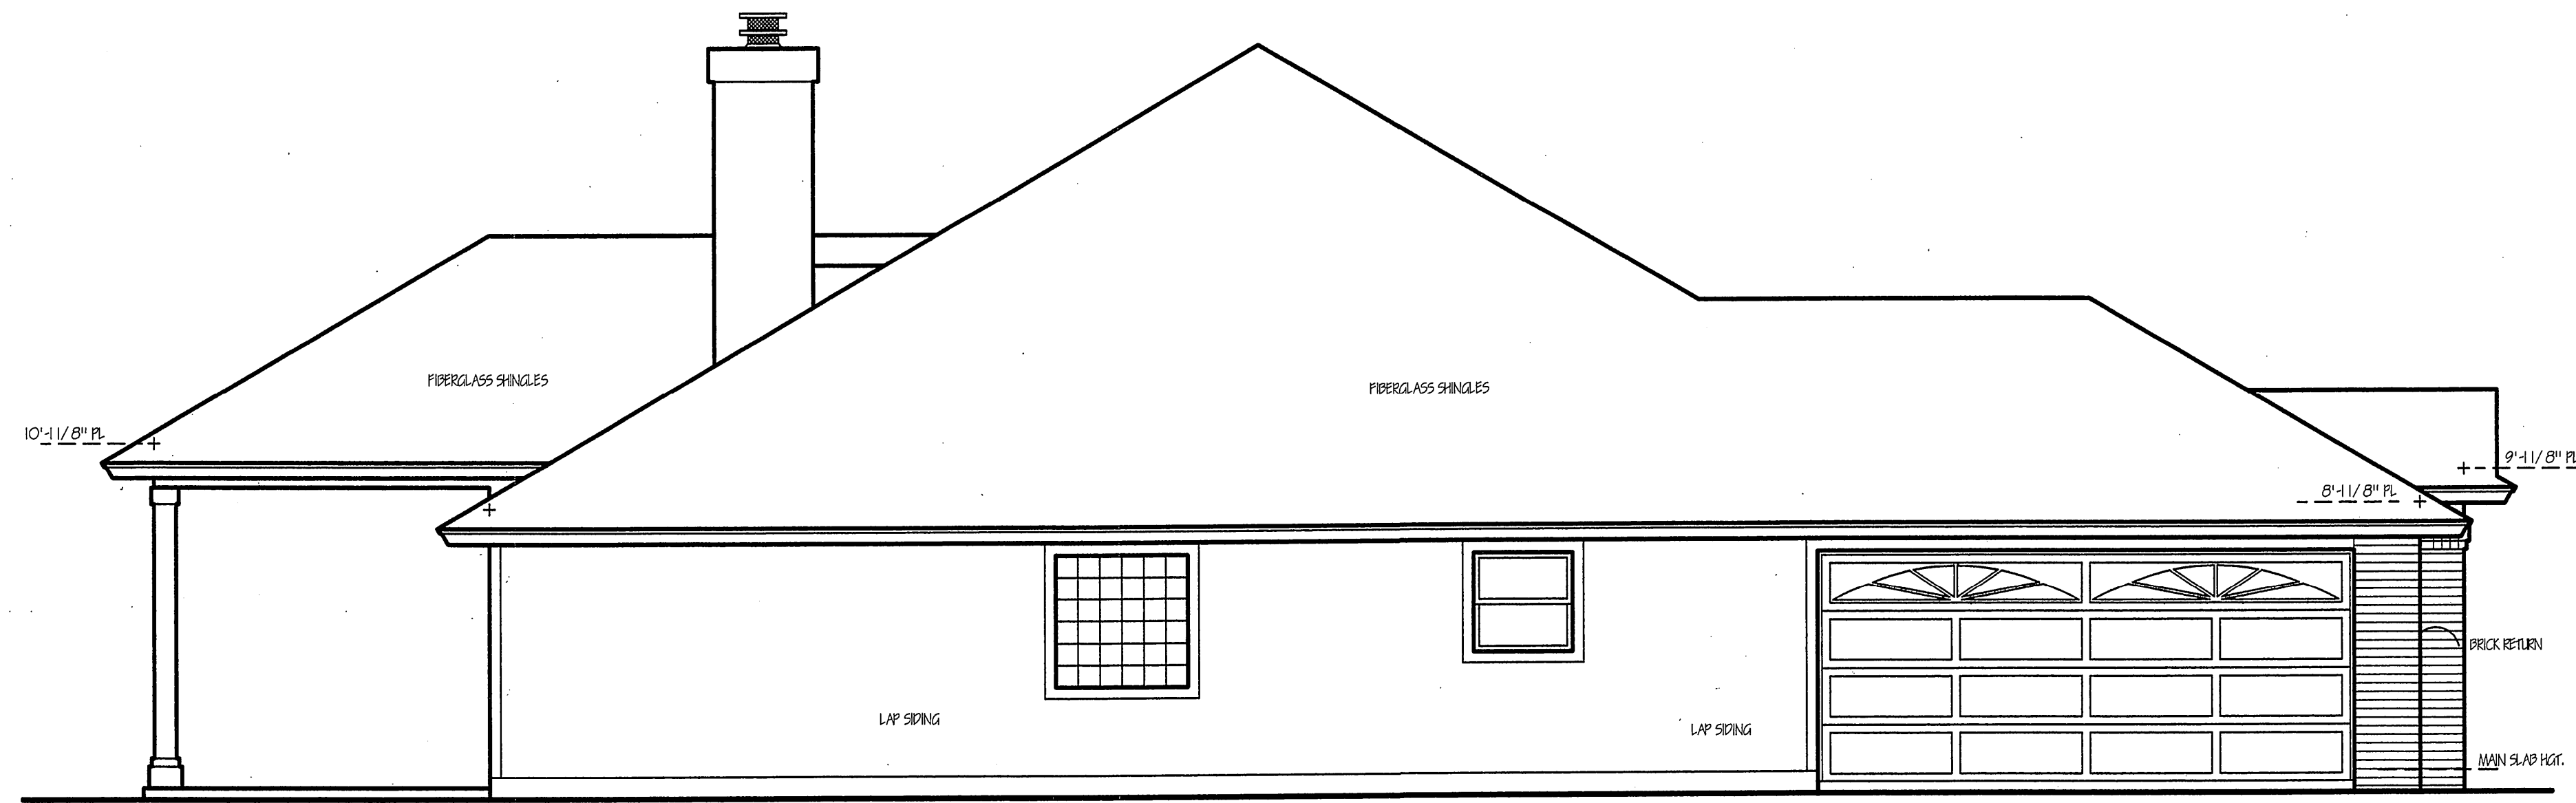 FIBERGLASS SHINGLES
FIBERGLASS SHINGLES
10'-1 1/8" PL
9'-1 1/8" PL
8'-1 1/8" PL
BRICK RETURN
LAP SIDING
LAP SIDING
MAIN SLAB HGT.